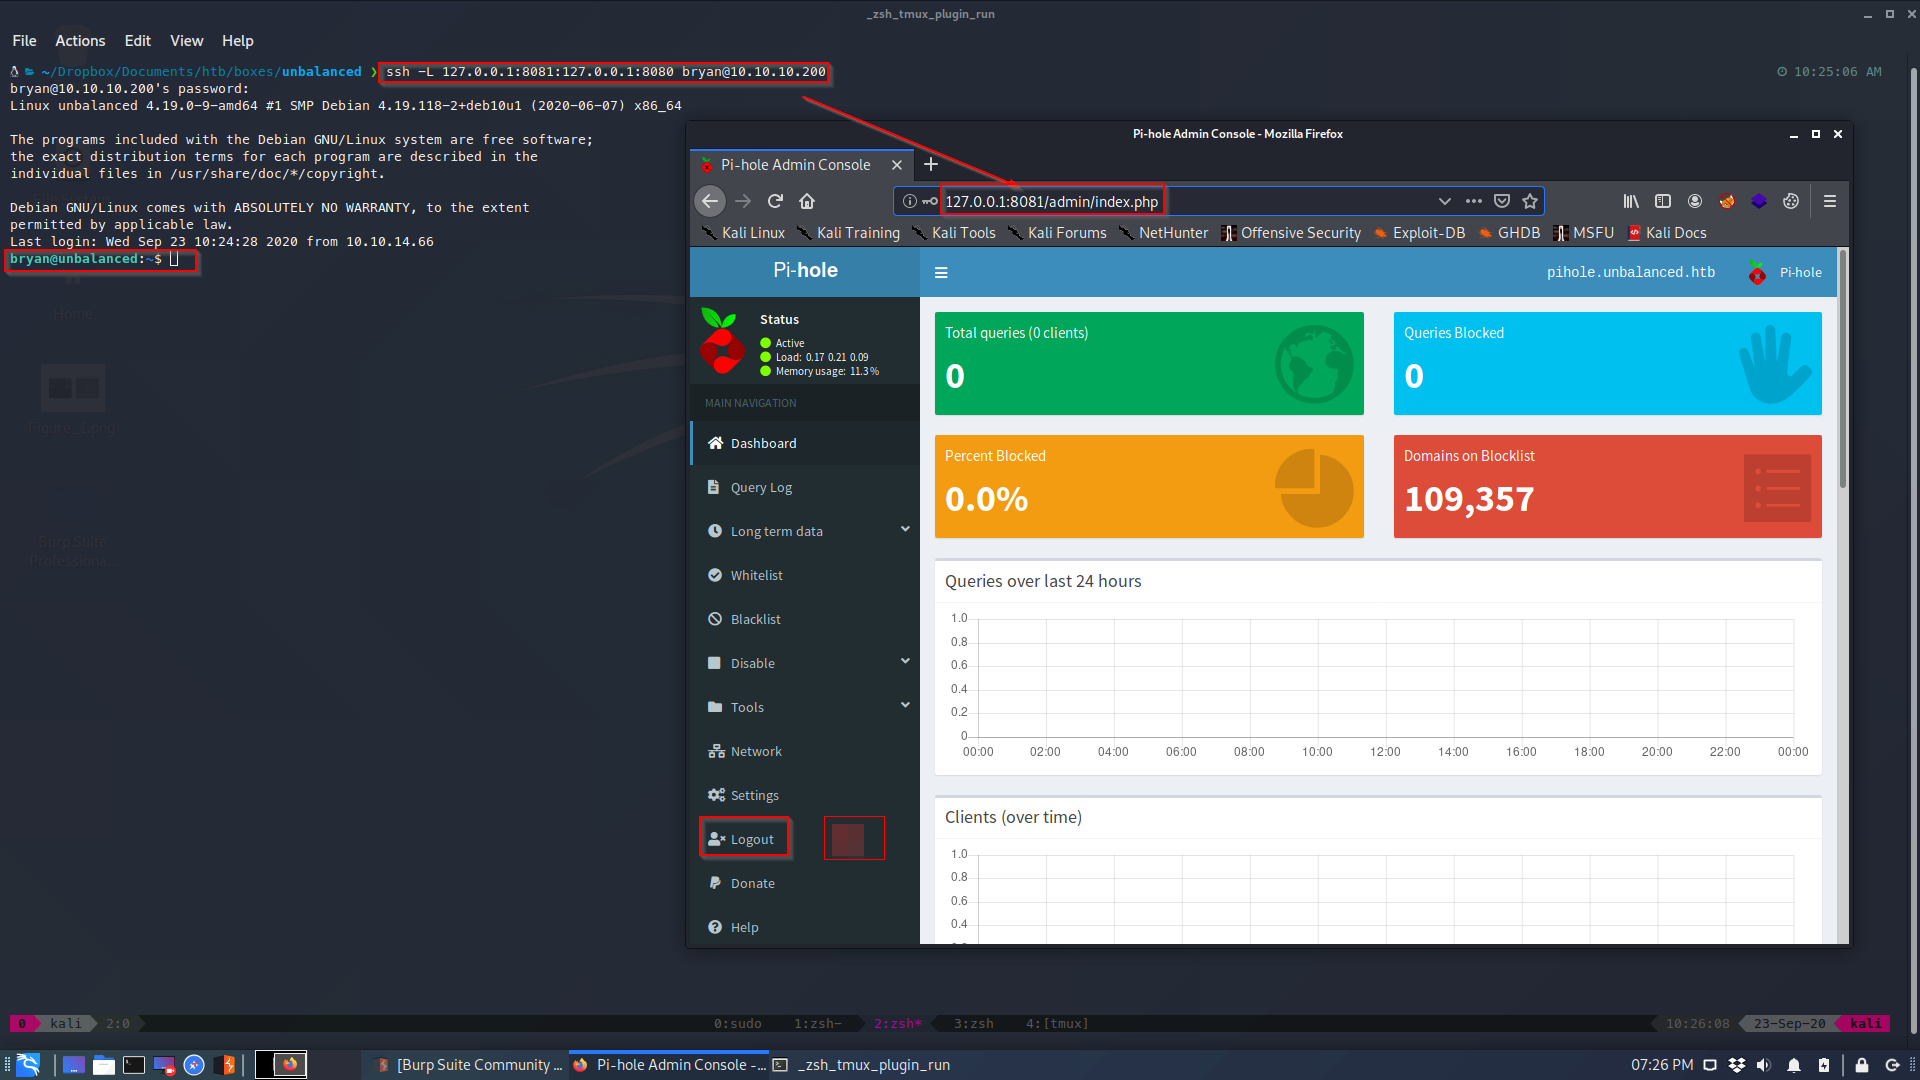 _zsh_tmux_plugin_run
File Actions Edit View Help
~/Dropbox/Documents/htb/boxes/unbalanced ❯ ssh -L 127.0.0.1:8081:127.0.0.1:8080 bryan@10.10.10.200
10:25:06 AM
bryan@10.10.10.200's password:
Linux unbalanced 4.19.0-9-amd64 #1 SMP Debian 4.19.118-2+deb10u1 (2020-06-07) x86_64
The programs included with the Debian GNU/Linux system are free software;
the exact distribution terms for each program are described in the
individual files in /usr/share/doc/*/copyright.
Debian GNU/Linux comes with ABSOLUTELY NO WARRANTY, to the extent
permitted by applicable law.
Last login: Wed Sep 23 10:24:28 2020 from 10.10.14.66
bryan@unbalanced:~$
Home
Figure_1.png
Burp Suite
Professiona...
Pi-hole Admin Console - Mozilla Firefox
Pi-hole Admin Console
127.0.0.1:8081/admin/index.php
Kali Linux Kali Training Kali Tools Kali Forums NetHunter Offensive Security Exploit-DB GHDB MSFU Kali Docs
Pi-hole
pihole.unbalanced.htb
Pi-hole
Status
Active
Load: 0.17 0.21 0.09
Memory usage: 11.3 %
MAIN NAVIGATION
Dashboard
Query Log
Long term data
Whitelist
Blacklist
Disable
Tools
Network
Settings
Logout
Donate
Help
Total queries (0 clients)
0
Queries Blocked
0
Percent Blocked
0.0%
Domains on Blocklist
109,357
Queries over last 24 hours
1.0
0.8
0.6
0.4
0.2
0
00:00 02:00 04:00 06:00 08:00 10:00 12:00 14:00 16:00 18:00 20:00 22:00 00:00
Clients (over time)
1.0
0.8
0.6
0.4
0 kali 2:0
0:sudo 1:zsh- 2:zsh* 3:zsh 4:[tmux]
10:26:08 23-Sep-20 kali
[Burp Suite Community ...
Pi-hole Admin Console -...
_zsh_tmux_plugin_run
07:26 PM